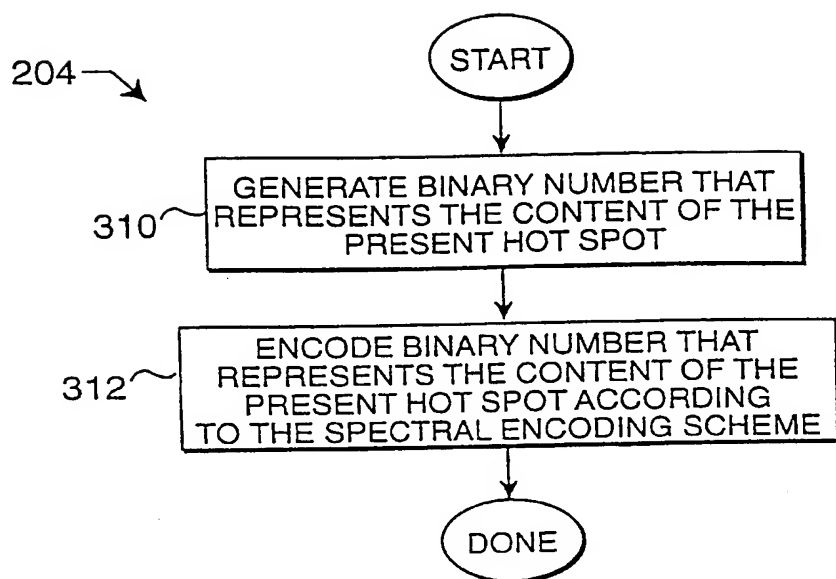 204
START
310
GENERATE BINARY NUMBER THAT
REPRESENTS THE CONTENT OF THE
PRESENT HOT SPOT
312
ENCODE BINARY NUMBER THAT
REPRESENTS THE CONTENT OF THE
PRESENT HOT SPOT ACCORDING
TO THE SPECTRAL ENCODING SCHEME
DONE